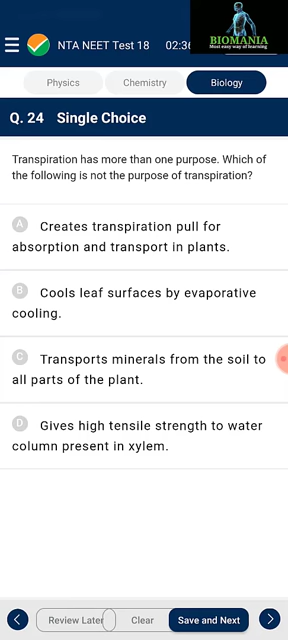 BIOMANIA
Most easy way of learning
NTA NEET Test 18 02:36
Physics Chemistry Biology
Q. 24 Single Choice
Transpiration has more than one purpose. Which of
the following is not the purpose of transpiration?
A Creates transpiration pull for
absorption and transport in plants.
B Cools leaf surfaces by evaporative
cooling.
C Transports minerals from the soil to
all parts of the plant.
D Gives high tensile strength to water
column present in xylem.
Review Later Clear Save and Next